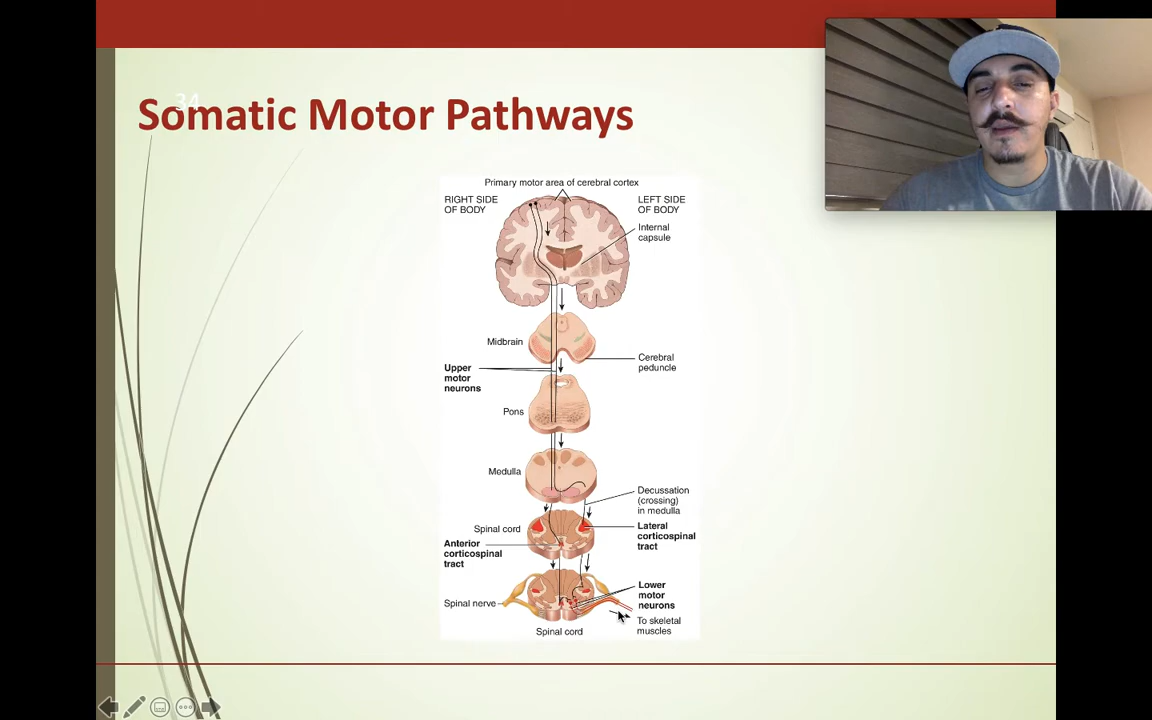 34
Somatic Motor Pathways
Primary motor area of cerebral cortex
RIGHT SIDE
OF BODY
LEFT SIDE
OF BODY
Internal
capsule
Midbrain
Cerebral
peduncle
Upper
motor
neurons
Pons
Medulla
Decussation
(crossing)
in medulla
Spinal cord
Lateral
corticospinal
tract
Anterior
corticospinal
tract
Lower
motor
neurons
Spinal nerve
To skeletal
muscles
Spinal cord